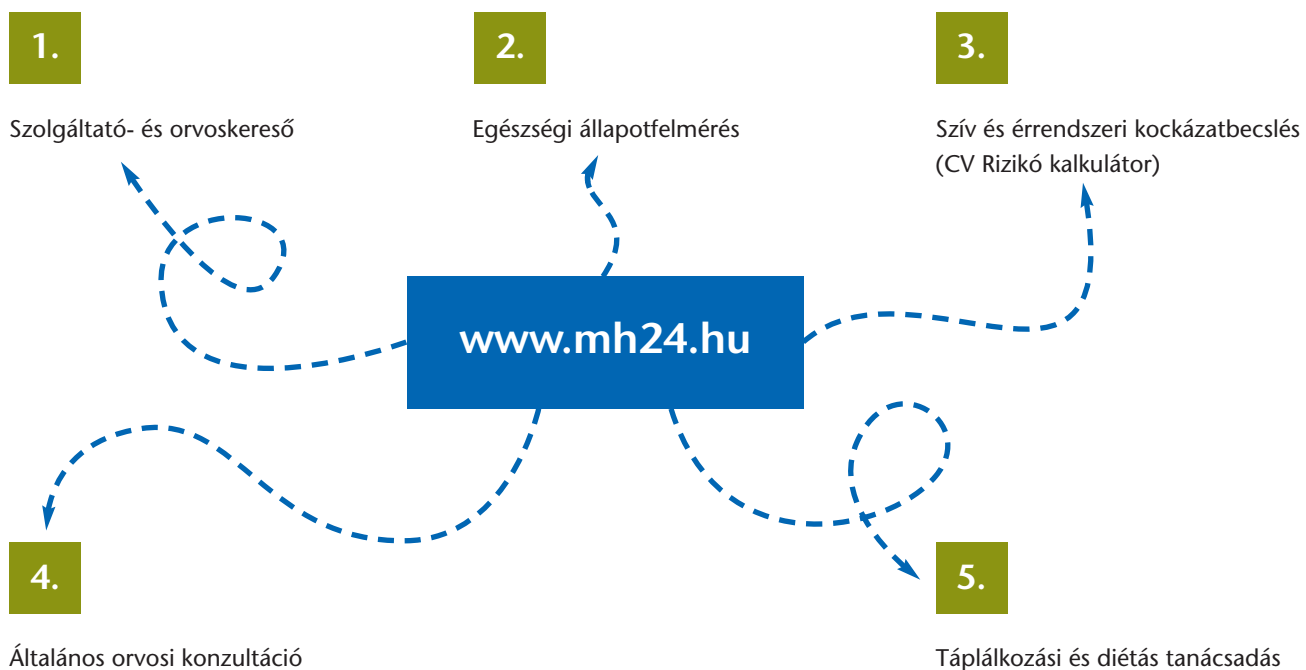 1.
Szolgáltató- és orvoskereső
2.
Egészségi állapotfelmérés
3.
Szív és érrendszeri kockázatbecslés
(CV Rizikó kalkulátor)
www.mh24.hu
4.
Általános orvosi konzultáció
5.
Táplálkozási és diétás tanácsadás